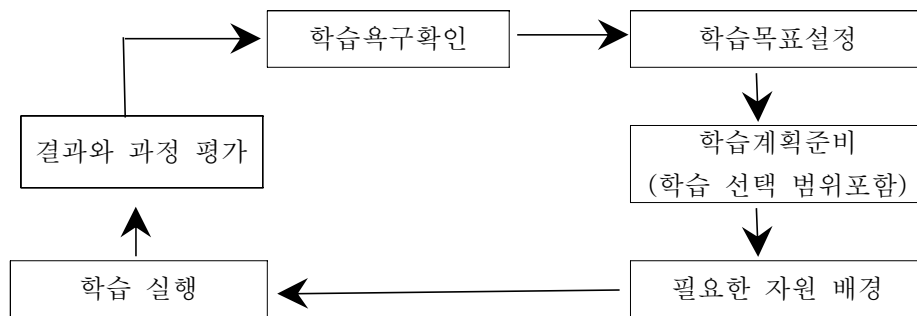 학습욕구확인
학습목표설정
학습계획준비
(학습 선택 범위포함)
필요한 자원 배경
학습 실행
결과와 과정 평가